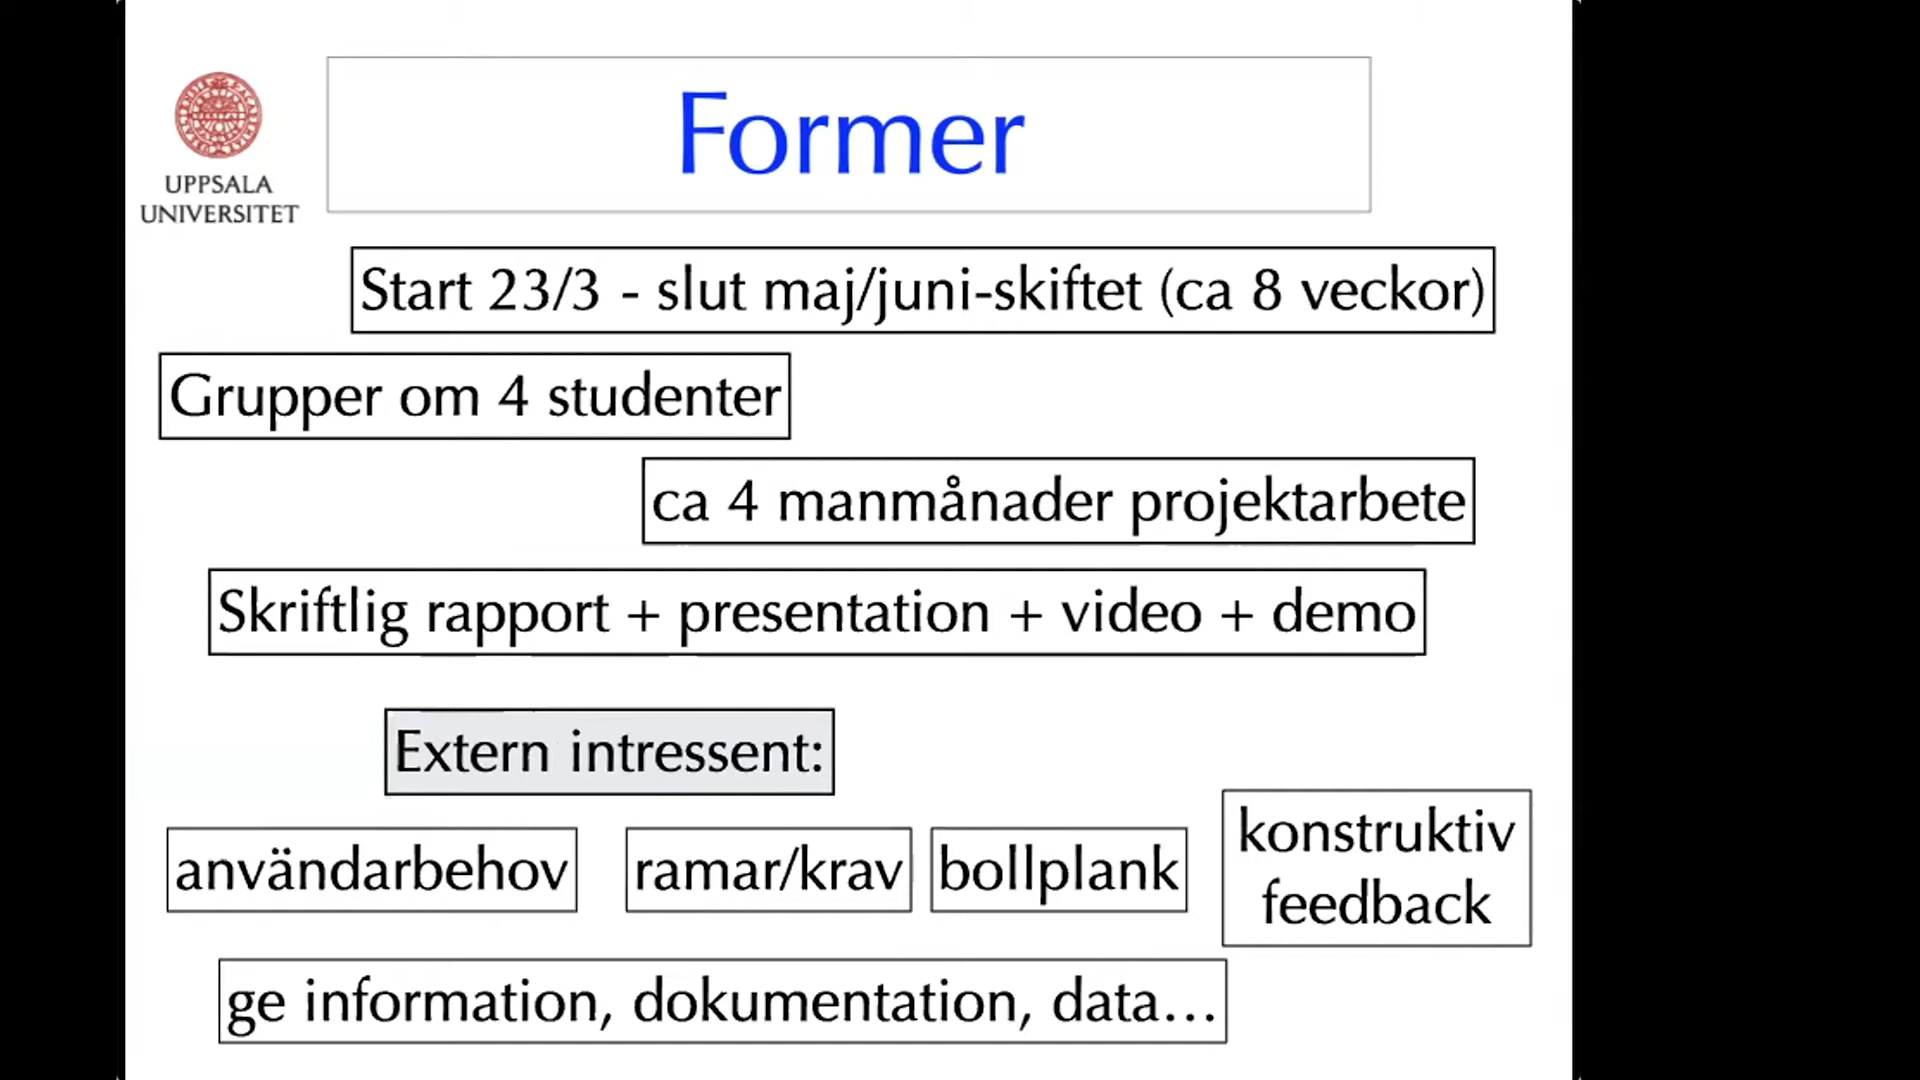 UPPSALA
UNIVERSITET
Former
Start 23/3 - slut maj/juni-skiftet (ca 8 veckor)
Grupper om 4 studenter
ca 4 manmånader projektarbete
Skriftlig rapport + presentation + video + demo
Extern intressent:
användarbehov
ramar/krav
bollplank
konstruktiv
feedback
ge information, dokumentation, data...